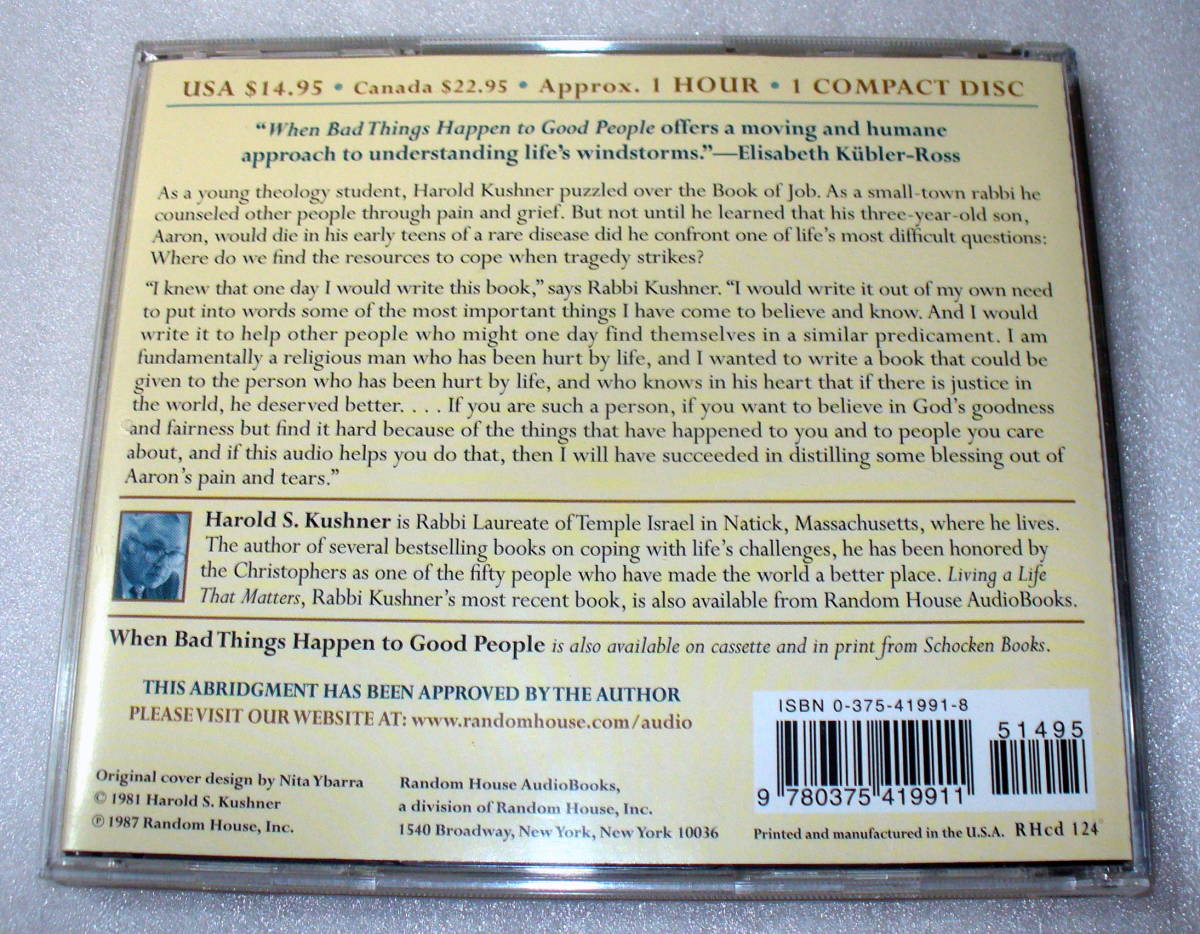 USA $14.95 • Canada $22.95 • Approx. 1 HOUR • 1 COMPACT DISC
“When Bad Things Happen to Good People offers a moving and humane
approach to understanding life’s windstorms.”—Elisabeth Kübler-Ross
As a young theology student, Harold Kushner puzzled over the Book of Job. As a small-town rabbi he
counseled other people through pain and grief. But not until he learned that his three-year-old son,
Aaron, would die in his early teens of a rare disease did he confront one of life’s most difficult questions:
Where do we find the resources to cope when tragedy strikes?
“I knew that one day I would write this book,” says Rabbi Kushner. “I would write it out of my own need
to put into words some of the most important things I have come to believe and know. And I would
write it to help other people who might one day find themselves in a similar predicament. I am
fundamentally a religious man who has been hurt by life, and I wanted to write a book that could be
given to the person who has been hurt by life, and who knows in his heart that if there is justice in
the world, he deserved better. . . . If you are such a person, if you want to believe in God’s goodness
and fairness but find it hard because of the things that have happened to you and to people you care
about, and if this audio helps you do that, then I will have succeeded in distilling some blessing out of
Aaron’s pain and tears.”
Harold S. Kushner is Rabbi Laureate of Temple Israel in Natick, Massachusetts, where he lives.
The author of several bestselling books on coping with life’s challenges, he has been honored by
the Christophers as one of the fifty people who have made the world a better place. Living a Life
That Matters, Rabbi Kushner’s most recent book, is also available from Random House AudioBooks.
When Bad Things Happen to Good People is also available on cassette and in print from Schocken Books.
THIS ABRIDGMENT HAS BEEN APPROVED BY THE AUTHOR
PLEASE VISIT OUR WEBSITE AT: www.randomhouse.com/audio
Original cover design by Nita Ybarra
© 1981 Harold S. Kushner
℗ 1987 Random House, Inc.
Random House AudioBooks,
a division of Random House, Inc.
1540 Broadway, New York, New York 10036
ISBN 0-375-41991-8
51495
9 780375 419911
Printed and manufactured in the U.S.A. RHcd 124